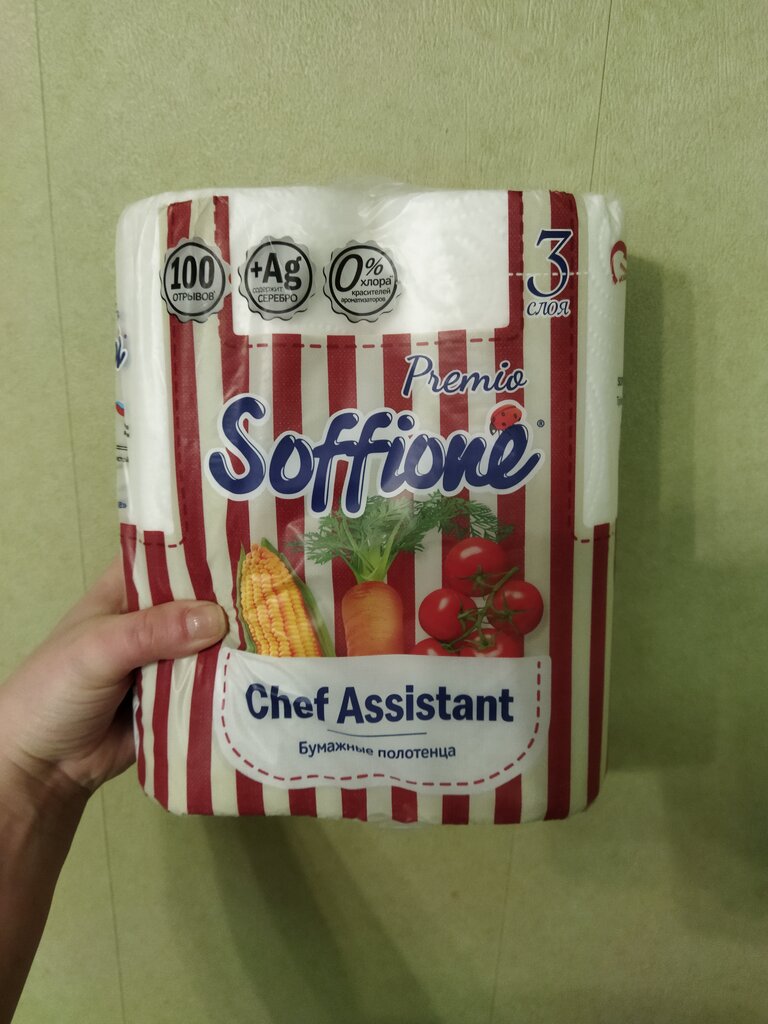 100
ОТРЫВОВ
+Ag
СОДЕРЖИТ
СЕРЕБРО
0%
хлора
красителей
ароматизаторов
3
слоя
Premio
Soffione®
Chef Assistant
Бумажные полотенца